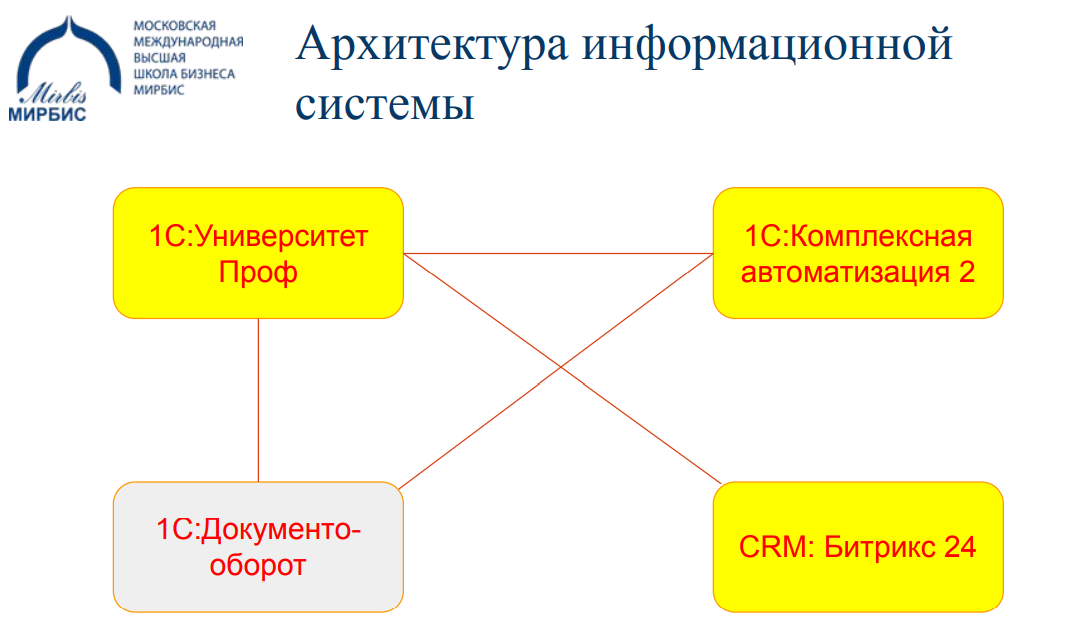 МОСКОВСКАЯ
МЕЖДУНАРОДНАЯ
ВЫСШАЯ
ШКОЛА БИЗНЕСА
МИРБИС
Mirbis
МИРБИС
Архитектура информационной
системы
1С:Университет
Проф
1С:Комплексная
автоматизация 2
1С:Документо-
оборот
CRM: Битрикс 24